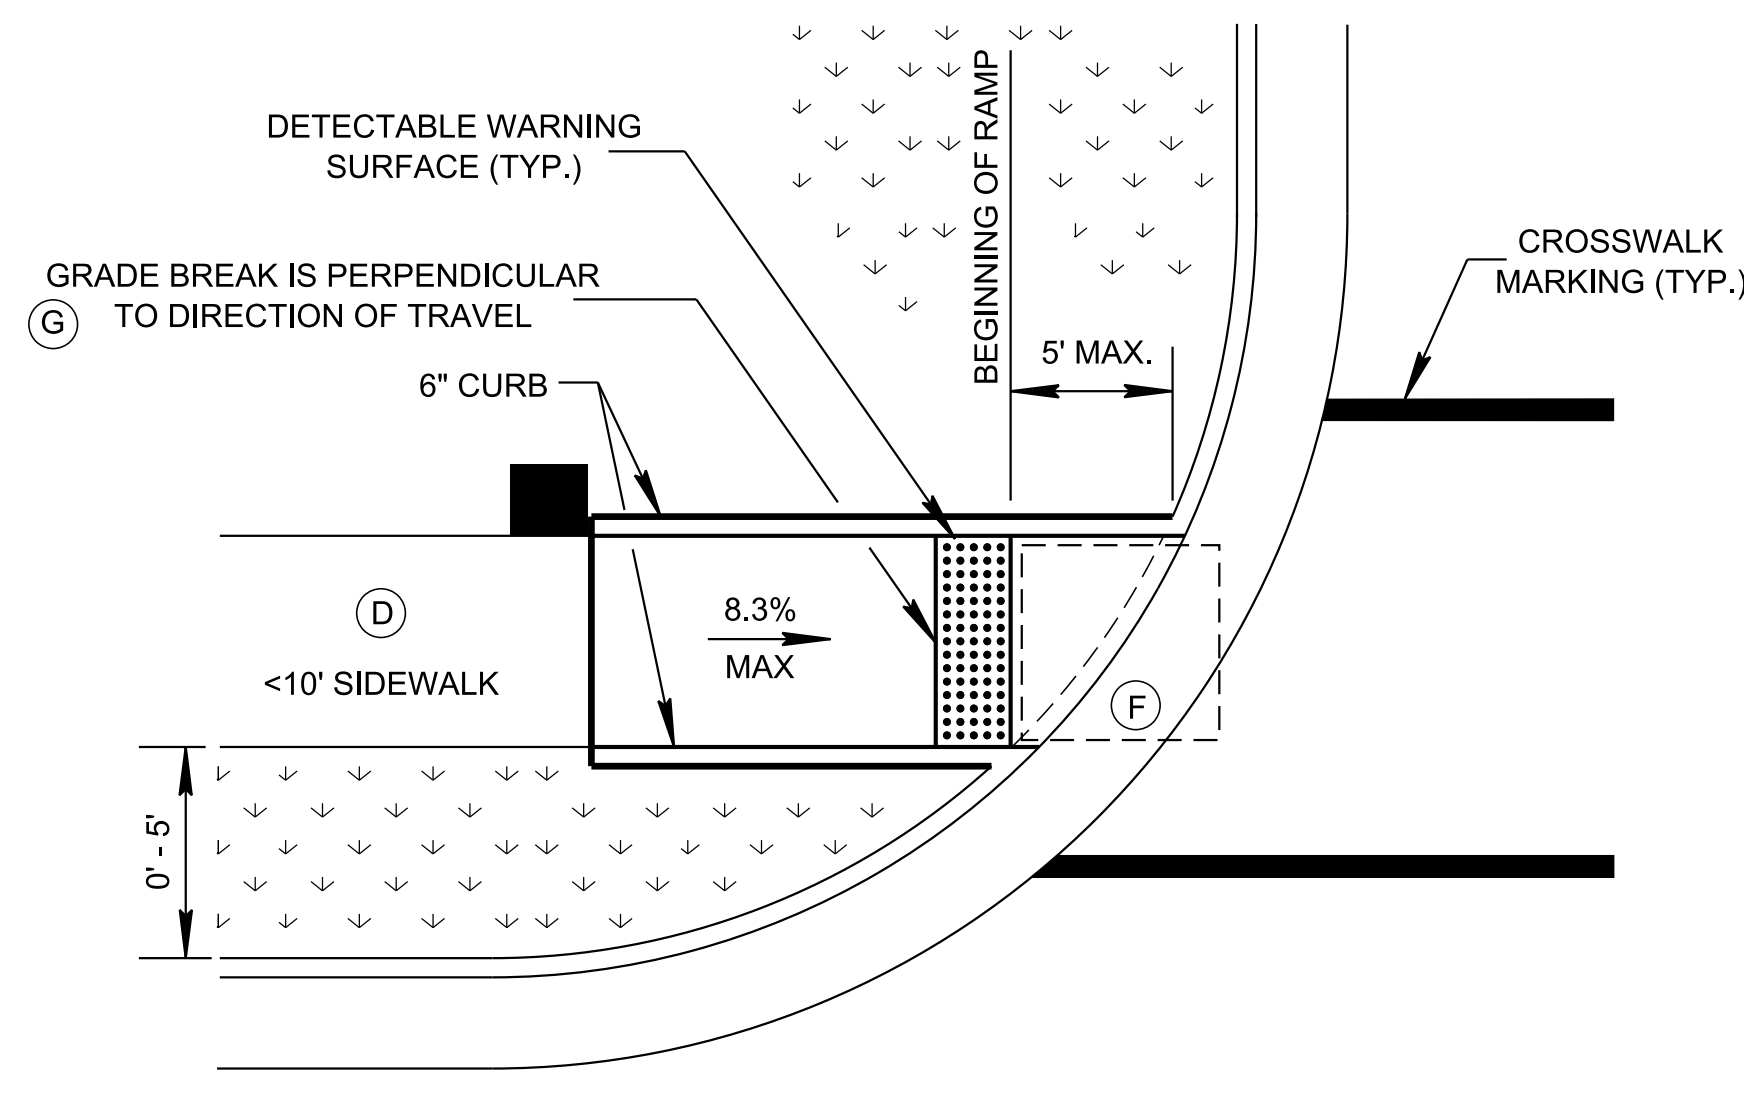 DETECTABLE WARNING
SURFACE (TYP.)
BEGINNING OF RAMP
CROSSWALK
MARKING (TYP.)
GRADE BREAK IS PERPENDICULAR
TO DIRECTION OF TRAVEL
G
5' MAX.
6" CURB
D
<10' SIDEWALK
8.3%
MAX
F
0' - 5'